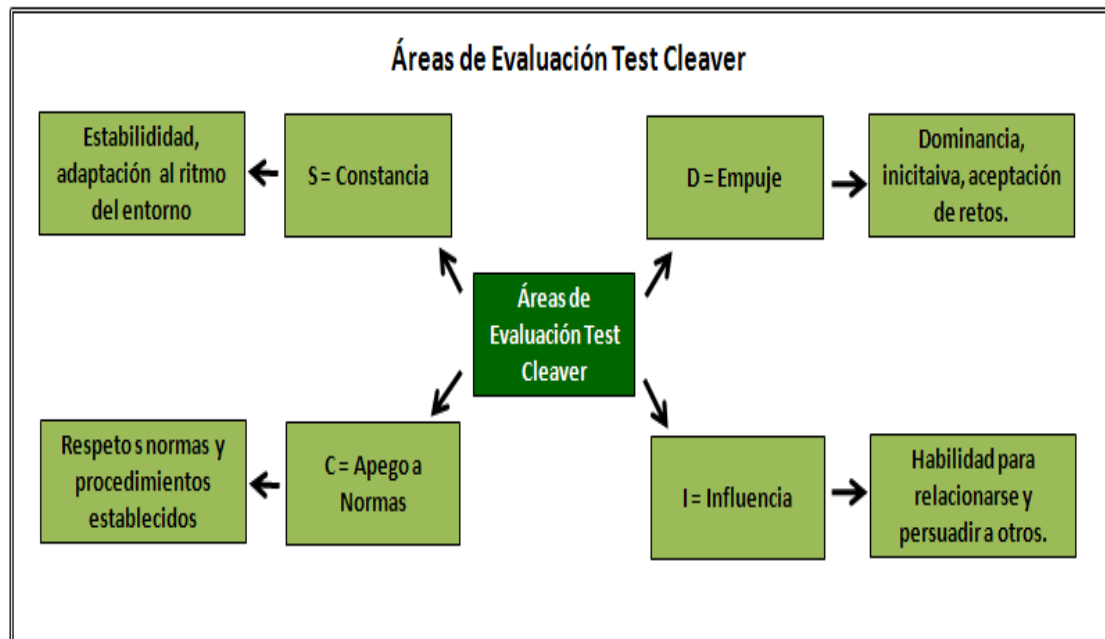 Áreas de Evaluación Test Cleaver
Estabilididad,
adaptación al ritmo
del entorno
S = Constancia
D = Empuje
Dominancia,
inicitaiva, aceptación
de retos.
Áreas de
Evaluación Test
Cleaver
Respeto s normas y
procedimientos
establecidos
C = Apego a
Normas
I = Influencia
Habilidad para
relacionarse y
persuadir a otros.